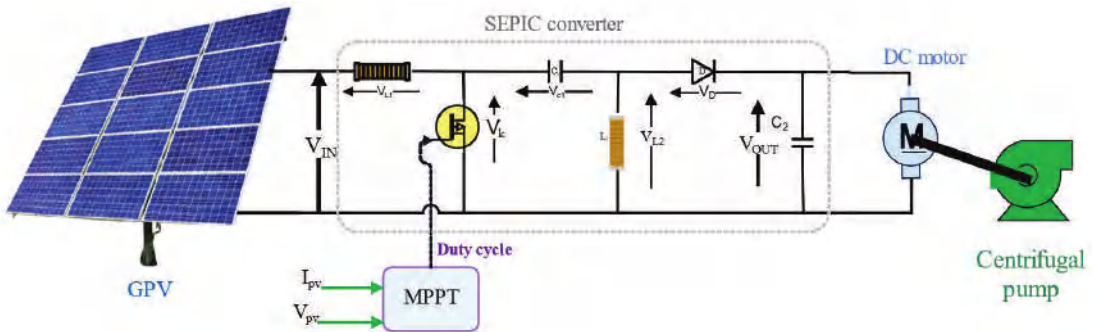 SEPIC converter
DC motor
V_L1
C
V_c1
D
V_D
V_IN
V_k
L
V_L2
V_OUT
C_2
M
Duty cycle
I_pv
V_pv
MPPT
GPV
Centrifugal
pump